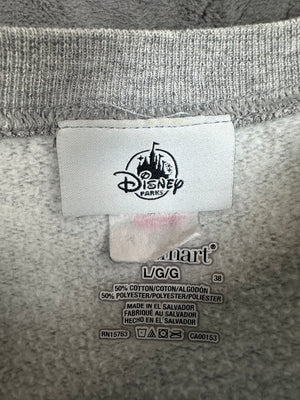 Disney
PARKS
mart
L/G/G
38
50% COTTON/COTON/ALGODÓN
50% POLYESTER/POLYESTER/POLIÉSTER
MADE IN EL SALVADOR
FABRIQUÉ AU SALVADOR
HECHO EN EL SALVADOR
RN15763 CA00153